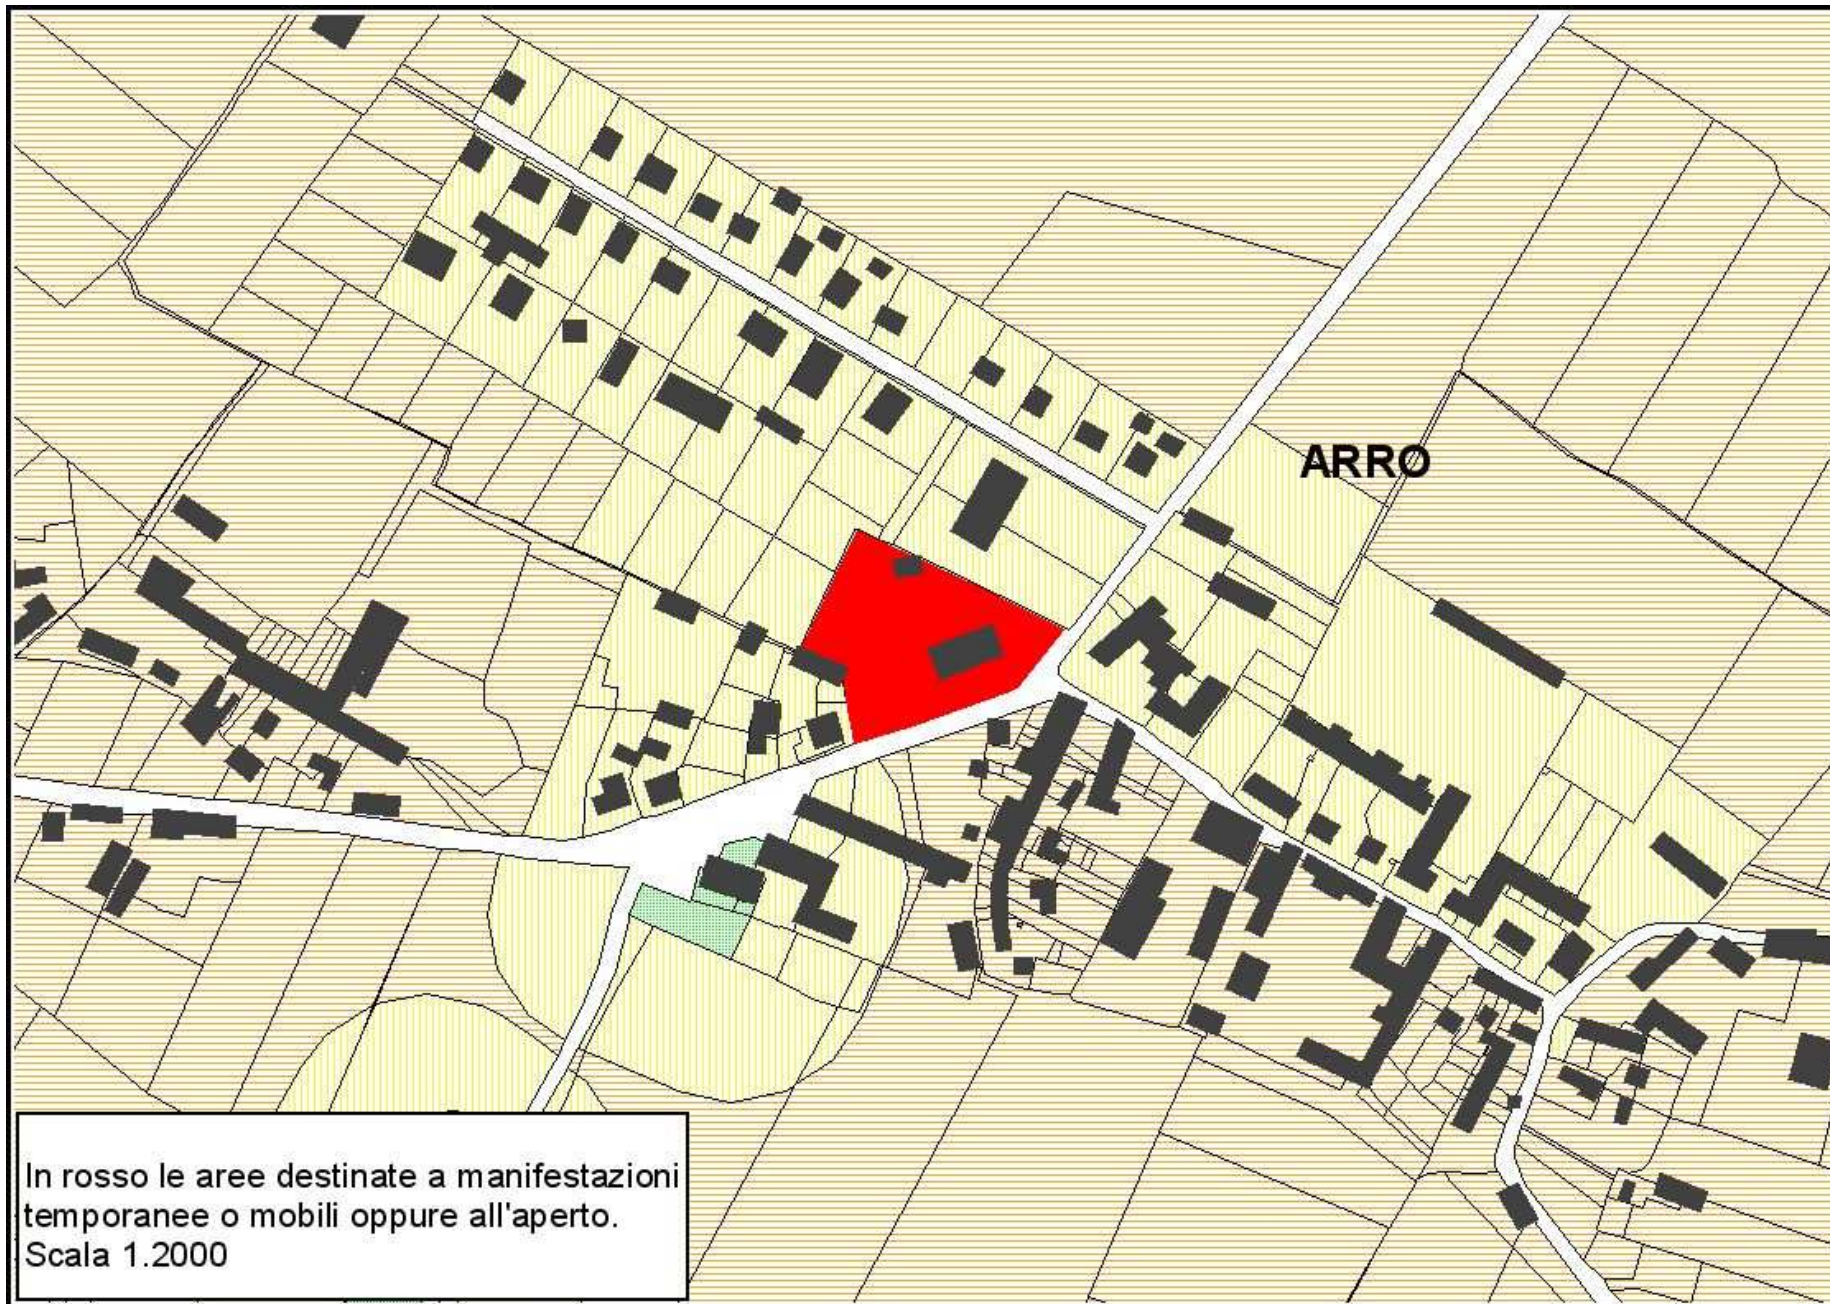 ARRO
In rosso le aree destinate a manifestazioni
temporanee o mobili oppure all'aperto.
Scala 1.2000